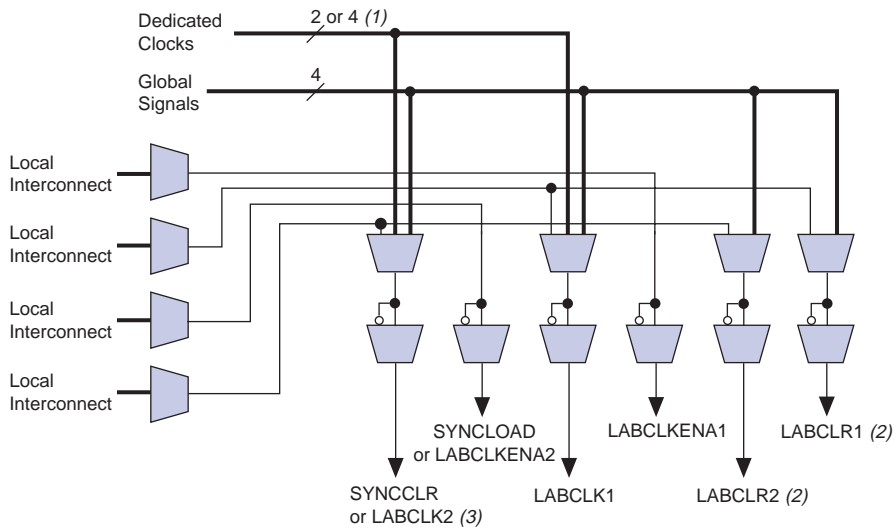 Dedicated
Clocks
2 or 4 (1)
Global
Signals
4
Local
Interconnect
Local
Interconnect
Local
Interconnect
Local
Interconnect
SYNCLOAD
or LABCLKENA2
LABCLKENA1
LABCLR1 (2)
SYNCCLR
or LABCLK2 (3)
LABCLK1
LABCLR2 (2)